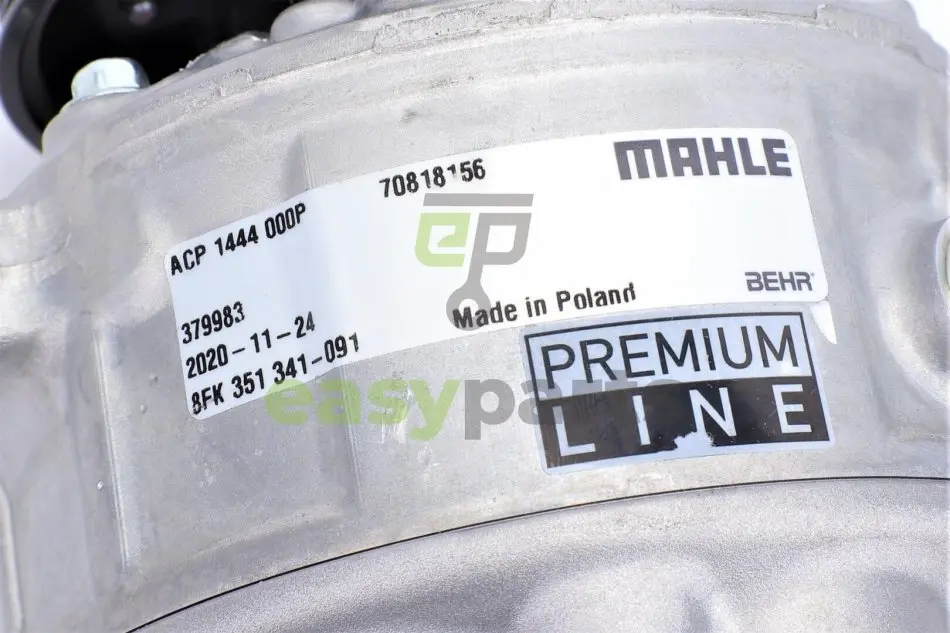 70818156
MAHLE
ACP 1444 000P
ep
379983
2020-11-24
8FK 351 341-091
Made in Poland
BEHR®
easyparts
PREMIUM
LINE